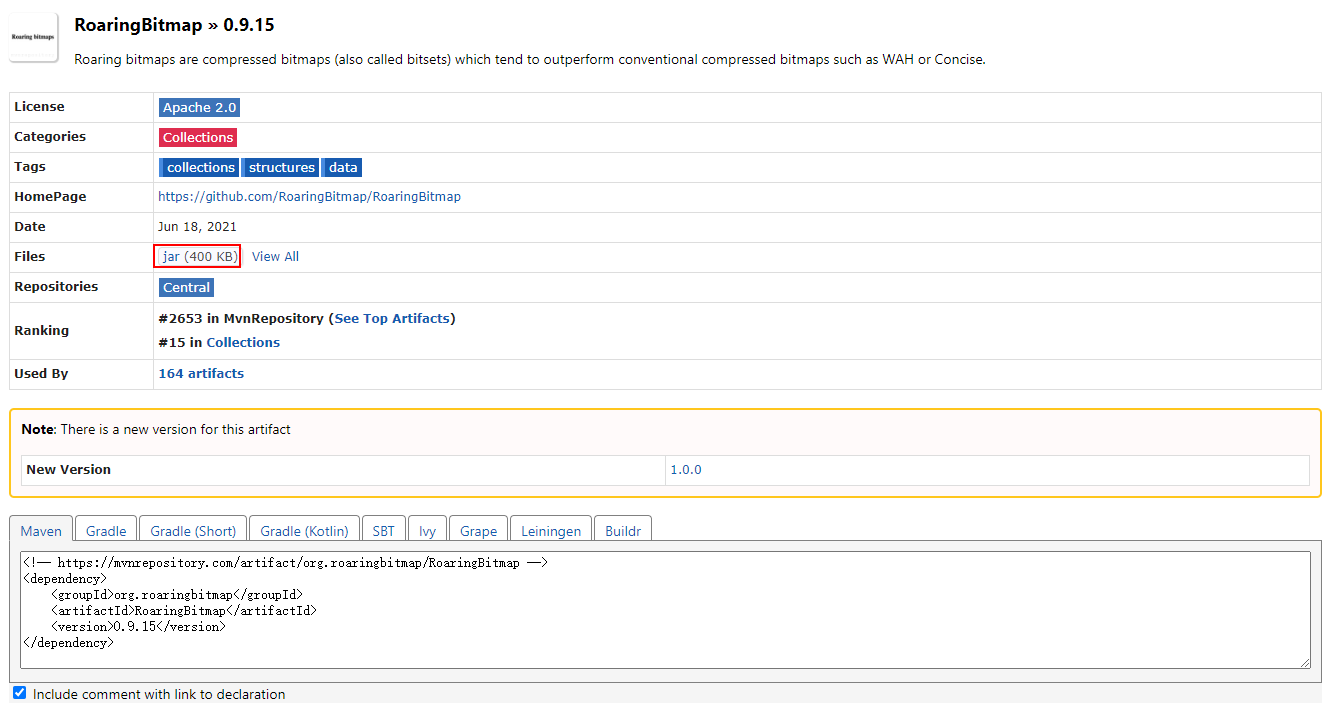 Roaring bitmaps
RoaringBitmap » 0.9.15
Roaring bitmaps are compressed bitmaps (also called bitsets) which tend to outperform conventional compressed bitmaps such as WAH or Concise.
License Apache 2.0
Categories Collections
Tags collections structures data
HomePage https://github.com/RoaringBitmap/RoaringBitmap
Date Jun 18, 2021
Files jar (400 KB) View All
Repositories Central
Ranking #2653 in MvnRepository (See Top Artifacts)
#15 in Collections
Used By 164 artifacts
Note: There is a new version for this artifact
New Version 1.0.0
Maven Gradle Gradle (Short) Gradle (Kotlin) SBT Ivy Grape Leiningen Buildr
<!-- https://mvnrepository.com/artifact/org.roaringbitmap/RoaringBitmap -->
<dependency>
    <groupId>org.roaringbitmap</groupId>
    <artifactId>RoaringBitmap</artifactId>
    <version>0.9.15</version>
</dependency>
Include comment with link to declaration